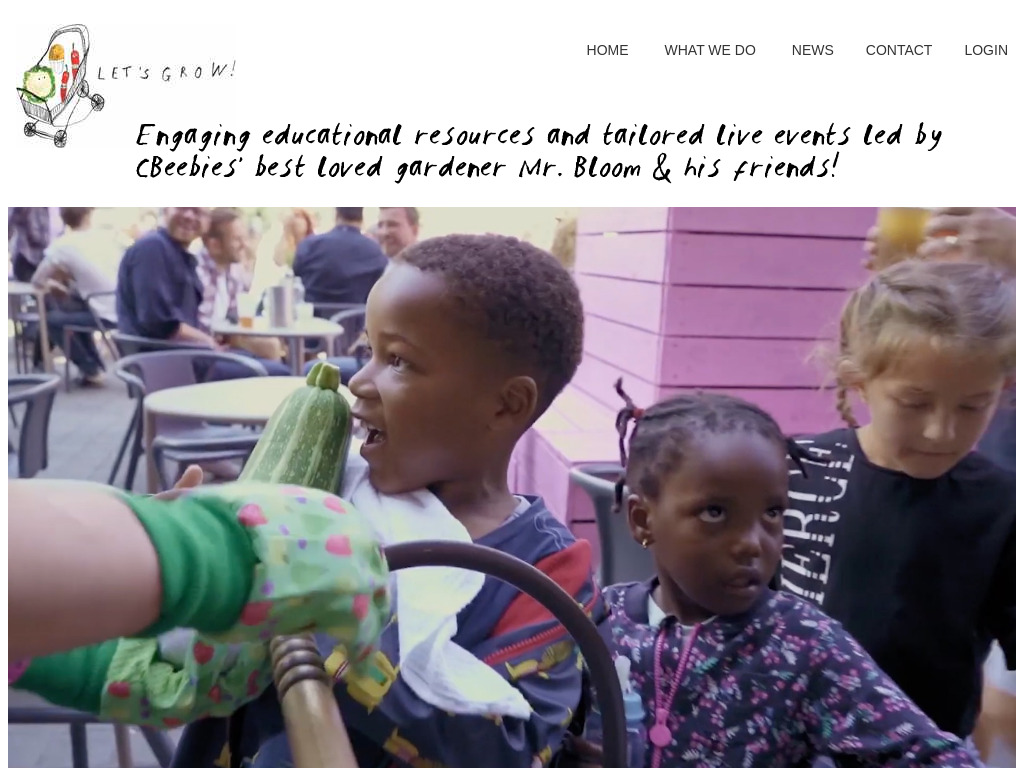 LET'S GROW!
HOME WHAT WE DO NEWS CONTACT LOGIN
Engaging educational resources and tailored live events led by
CBeebies' best loved gardener Mr. Bloom & his friends!